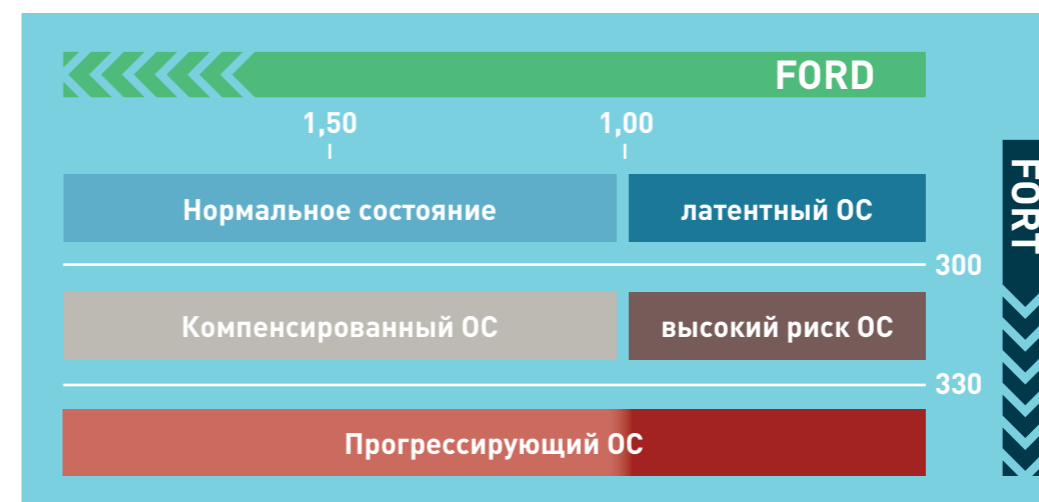 FORD
1,50 1,00
Нормальное состояние латентный ОС
FORT
300
Компенсированный ОС высокий риск ОС
330
Прогрессирующий ОС